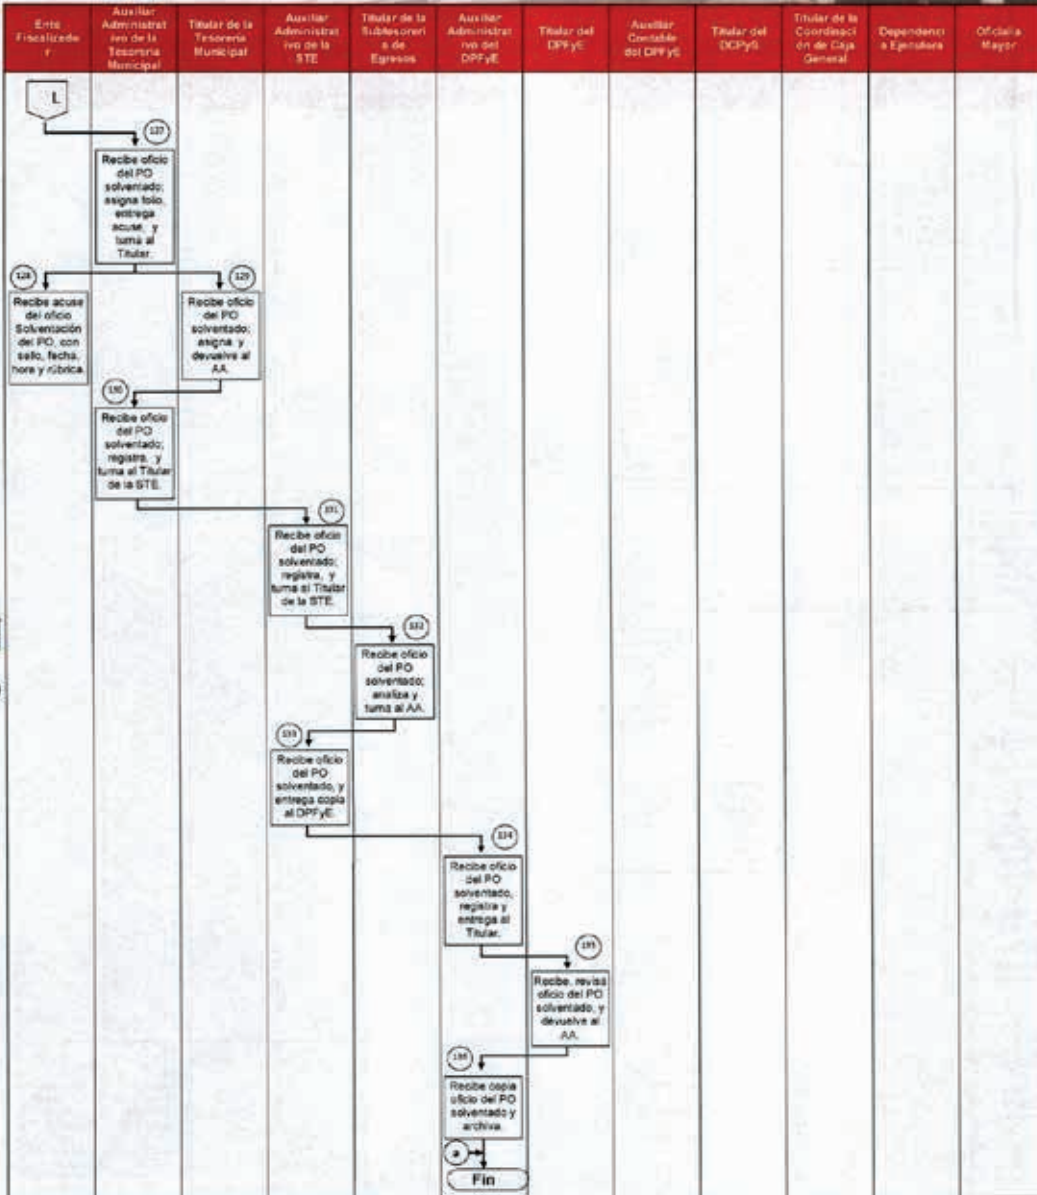 Ente
Fiscalizado
r
Auxiliar
Administrat
ivo de la
Tesorería
Municipal
Titular de la
Tesorería
Municipal
Auxiliar
Administrat
ivo de la
STE
Titular de la
Subtesorerí
a de
Egresos
Auxiliar
Administrat
ivo del
DPFyE
Titular del
DPFyE
Auxiliar
Contable
del DPFyE
Titular del
DCPyS
Titular de la
Coordinaci
ón de Caja
General
Dependenci
a Ejecutora
Oficialía
Mayor
L
127
Recibe oficio
del PO
solventado;
asigna folio,
entrega
acuse, y
turna al
Titular.
128
Recibe acuse
del oficio
Solventación
del PO, con
sello, fecha,
hora y rúbrica.
129
Recibe oficio
del PO
solventado;
asigna y
devuelve al
AA.
130
Recibe oficio
del PO
solventado;
registra, y
turna al Titular
de la STE.
131
Recibe oficio
del PO
solventado;
registra, y
turna al Titular
de la STE.
132
Recibe oficio
del PO
solventado;
analiza y
turna al AA.
133
Recibe oficio
del PO
solventado, y
entrega copia
al DPFyE.
134
Recibe oficio
del PO
solventado,
registra y
entrega al
Titular.
135
Recibe, revisa
oficio del PO
solventado, y
devuelve al
AA.
136
Recibe copia
oficio del PO
solventado y
archiva.
a
Fin